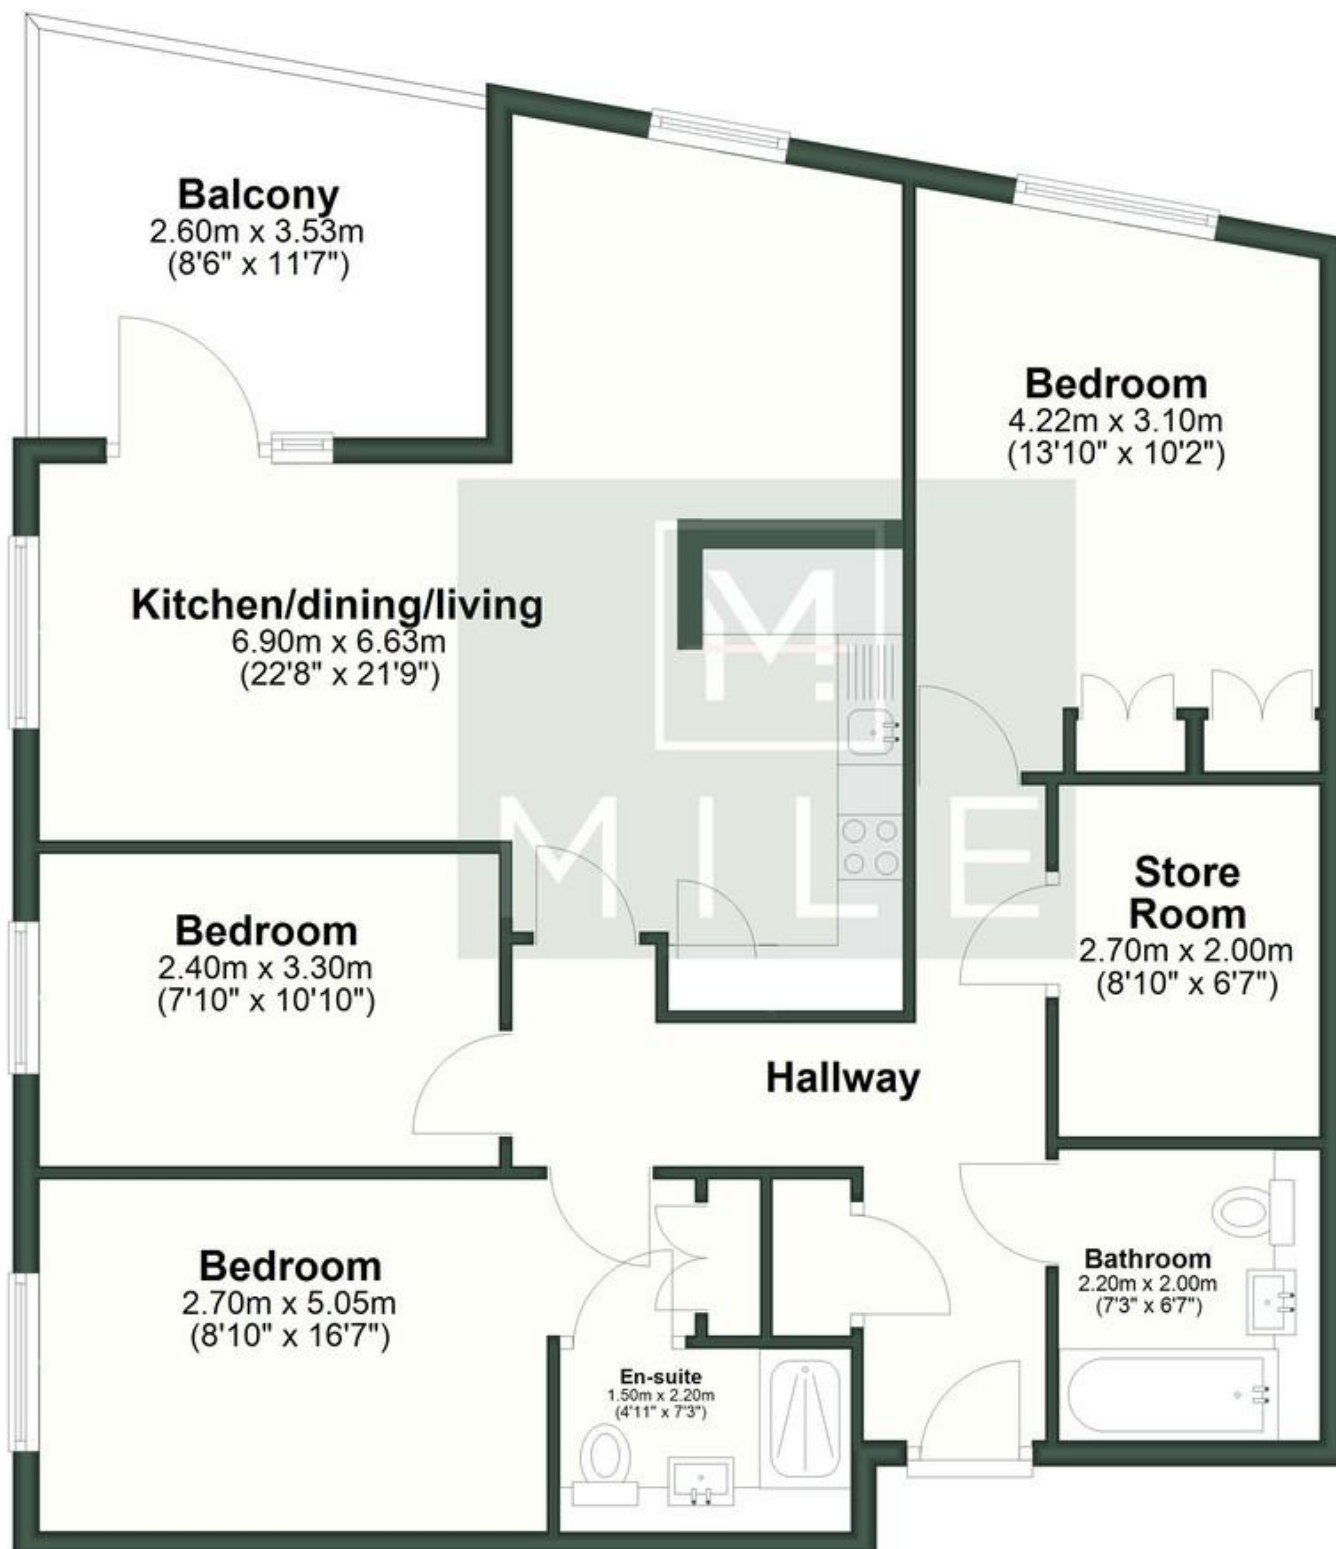 Balcony
2.60m x 3.53m
(8'6" x 11'7")
Bedroom
4.22m x 3.10m
(13'10" x 10'2")
Kitchen/dining/living
6.90m x 6.63m
(22'8" x 21'9")
M.
MILE
Store
Room
2.70m x 2.00m
(8'10" x 6'7")
Bedroom
2.40m x 3.30m
(7'10" x 10'10")
Hallway
Bedroom
2.70m x 5.05m
(8'10" x 16'7")
Bathroom
2.20m x 2.00m
(7'3" x 6'7")
En-suite
1.50m x 2.20m
(4'11" x 7'3")